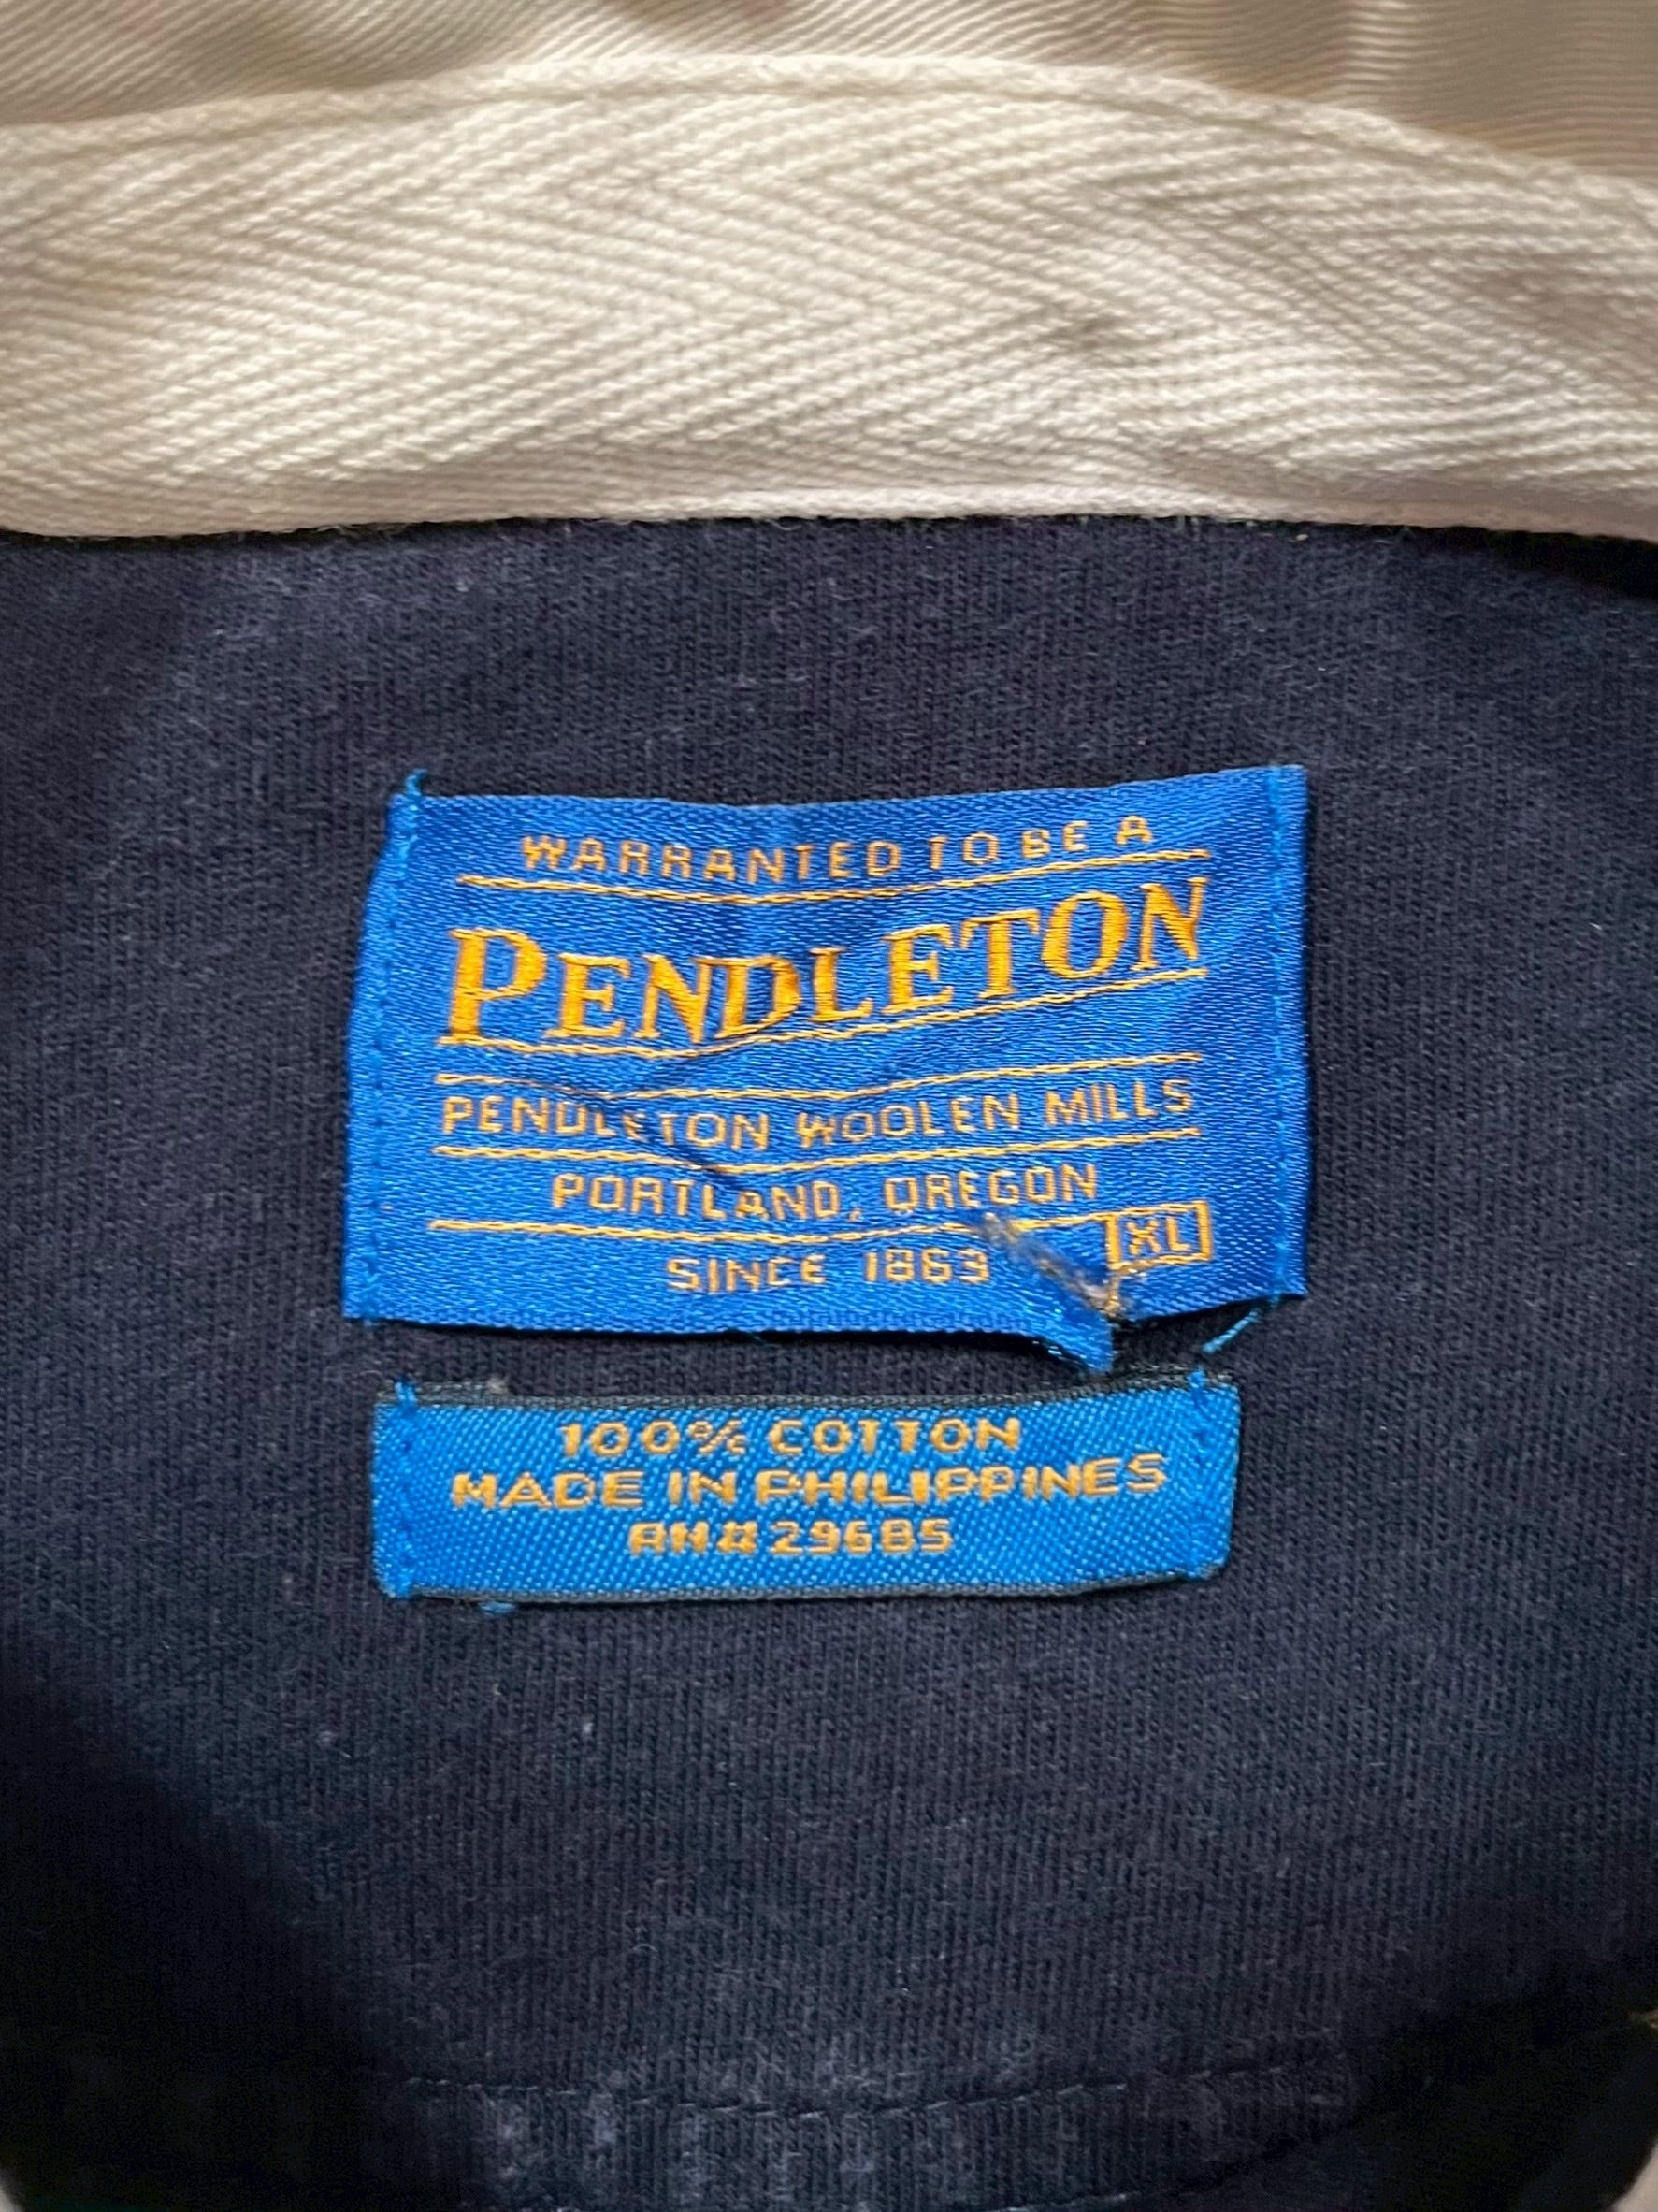 WARRANTED TO BE A
PENDLETON
PENDLETON WOOLEN MILLS
PORTLAND, OREGON
SINCE 1863
XL
100% COTTON
MADE IN PHILIPPINES
RN#29685